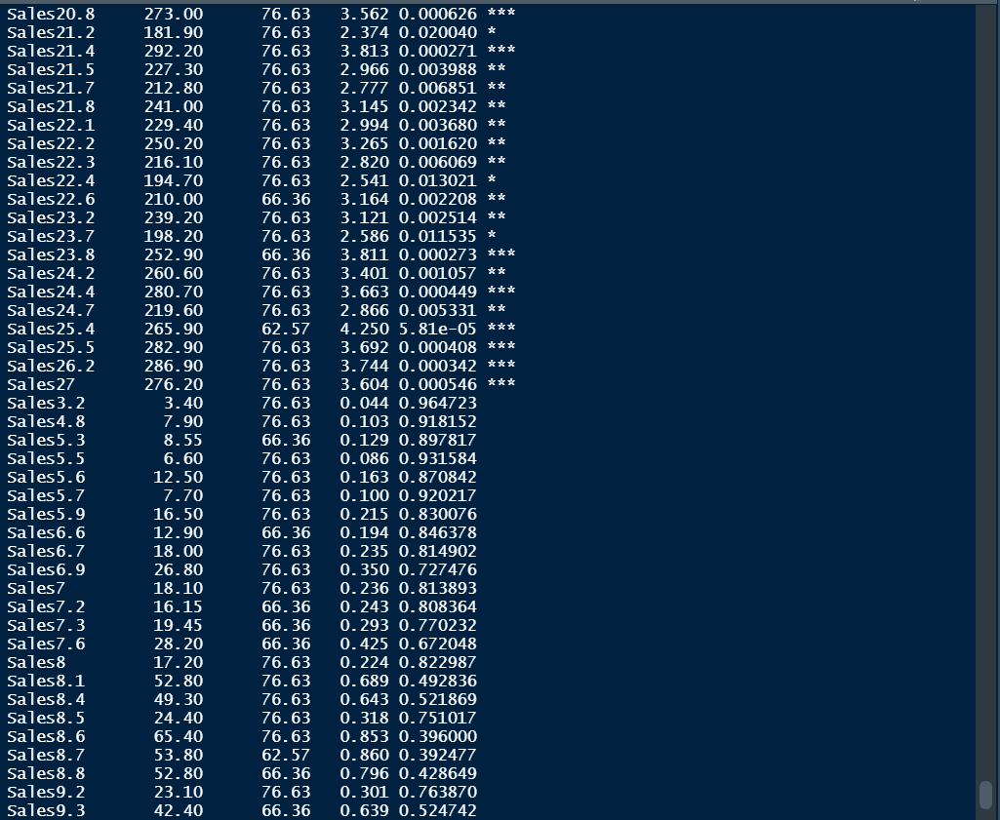 Sales20.8 273.00 76.63 3.562 0.000626 ***
Sales21.2 181.90 76.63 2.374 0.020040 *
Sales21.4 292.20 76.63 3.813 0.000271 ***
Sales21.5 227.30 76.63 2.966 0.003988 **
Sales21.7 212.80 76.63 2.777 0.006851 **
Sales21.8 241.00 76.63 3.145 0.002342 **
Sales22.1 229.40 76.63 2.994 0.003680 **
Sales22.2 250.20 76.63 3.265 0.001620 **
Sales22.3 216.10 76.63 2.820 0.006069 **
Sales22.4 194.70 76.63 2.541 0.013021 *
Sales22.6 210.00 66.36 3.164 0.002208 **
Sales23.2 239.20 76.63 3.121 0.002514 **
Sales23.7 198.20 76.63 2.586 0.011535 *
Sales23.8 252.90 66.36 3.811 0.000273 ***
Sales24.2 260.60 76.63 3.401 0.001057 **
Sales24.4 280.70 76.63 3.663 0.000449 ***
Sales24.7 219.60 76.63 2.866 0.005331 **
Sales25.4 265.90 62.57 4.250 5.81e-05 ***
Sales25.5 282.90 76.63 3.692 0.000408 ***
Sales26.2 286.90 76.63 3.744 0.000342 ***
Sales27 276.20 76.63 3.604 0.000546 ***
Sales3.2 3.40 76.63 0.044 0.964723
Sales4.8 7.90 76.63 0.103 0.918152
Sales5.3 8.55 66.36 0.129 0.897817
Sales5.5 6.60 76.63 0.086 0.931584
Sales5.6 12.50 76.63 0.163 0.870842
Sales5.7 7.70 76.63 0.100 0.920217
Sales5.9 16.50 76.63 0.215 0.830076
Sales6.6 12.90 66.36 0.194 0.846378
Sales6.7 18.00 76.63 0.235 0.814902
Sales6.9 26.80 76.63 0.350 0.727476
Sales7 18.10 76.63 0.236 0.813893
Sales7.2 16.15 66.36 0.243 0.808364
Sales7.3 19.45 66.36 0.293 0.770232
Sales7.6 28.20 66.36 0.425 0.672048
Sales8 17.20 76.63 0.224 0.822987
Sales8.1 52.80 76.63 0.689 0.492836
Sales8.4 49.30 76.63 0.643 0.521869
Sales8.5 24.40 76.63 0.318 0.751017
Sales8.6 65.40 76.63 0.853 0.396000
Sales8.7 53.80 62.57 0.860 0.392477
Sales8.8 52.80 66.36 0.796 0.428649
Sales9.2 23.10 76.63 0.301 0.763870
Sales9.3 42.40 66.36 0.639 0.524742